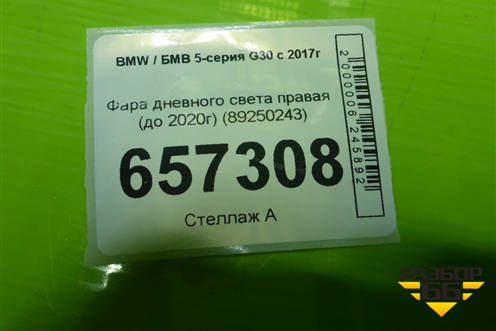 BMW / БМВ 5-серия G30 с 2017г
Фара дневного света правая
(до 2020г) (89250243)
657308
Стеллаж А
2000006245892
РАЗБОР
66